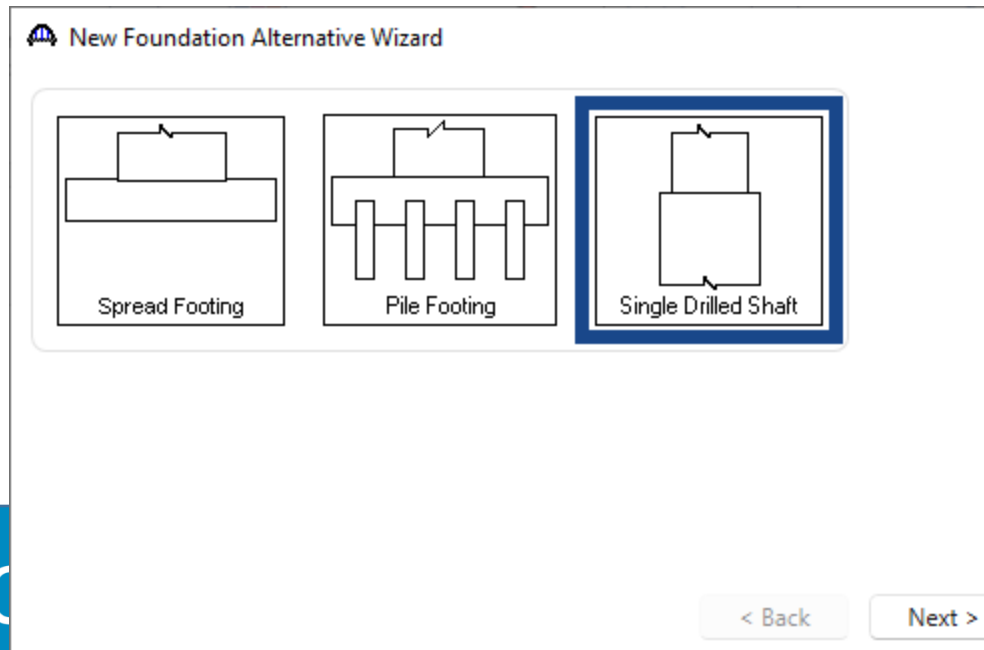 New Foundation Alternative Wizard
Spread Footing
Pile Footing
Single Drilled Shaft
< Back
Next >